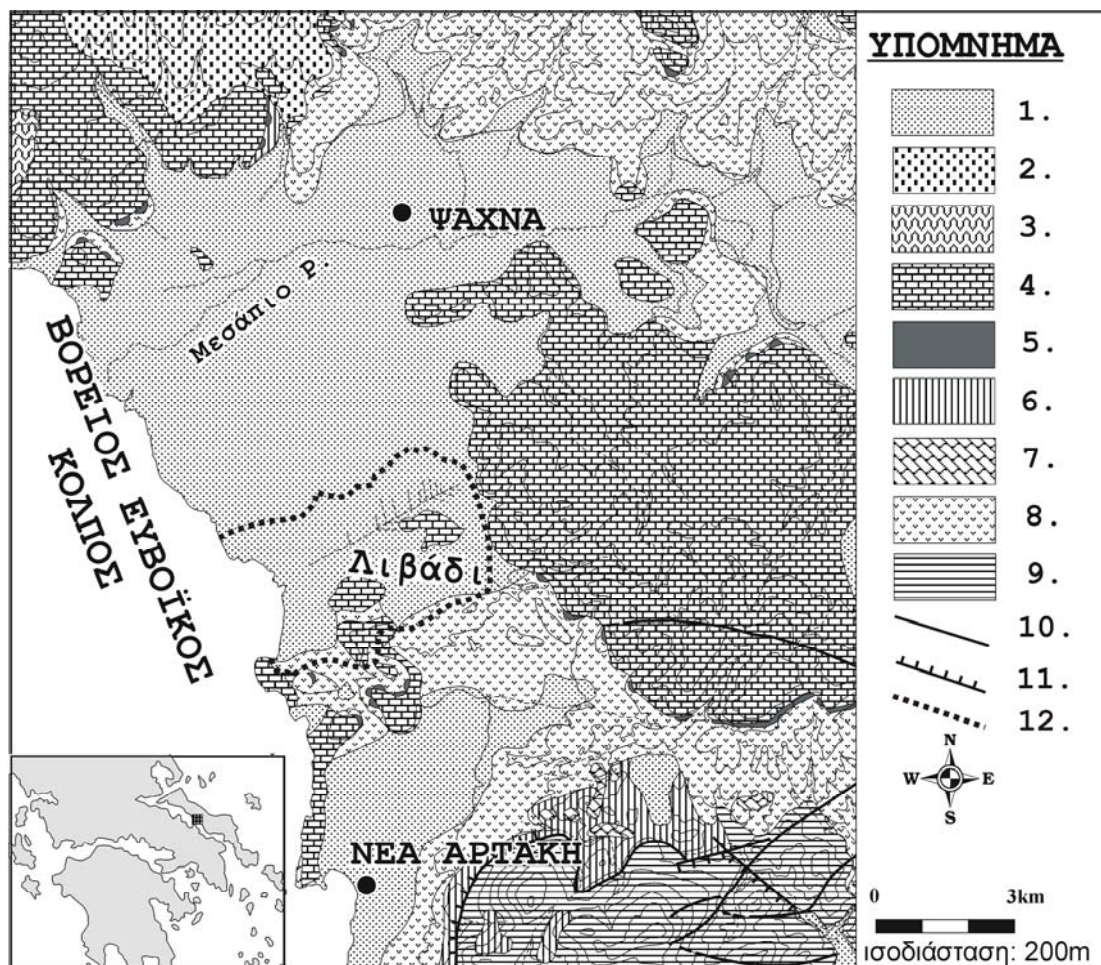 ΥΠΟΜΝΗΜΑ
1.
2.
3.
4.
5.
6.
7.
8.
9.
10.
11.
12.
ΨΑΧΝΑ
Μεσάπιο Ρ.
ΒΟΡΕΙΟΣ ΕΥΒΟΪΚΟΣ
ΚΟΛΠΟΣ
Λιβάδι
ΝΕΑ ΑΡΤΑΚΗ
N
W E
S
0 3km
ισοδιάσταση: 200m